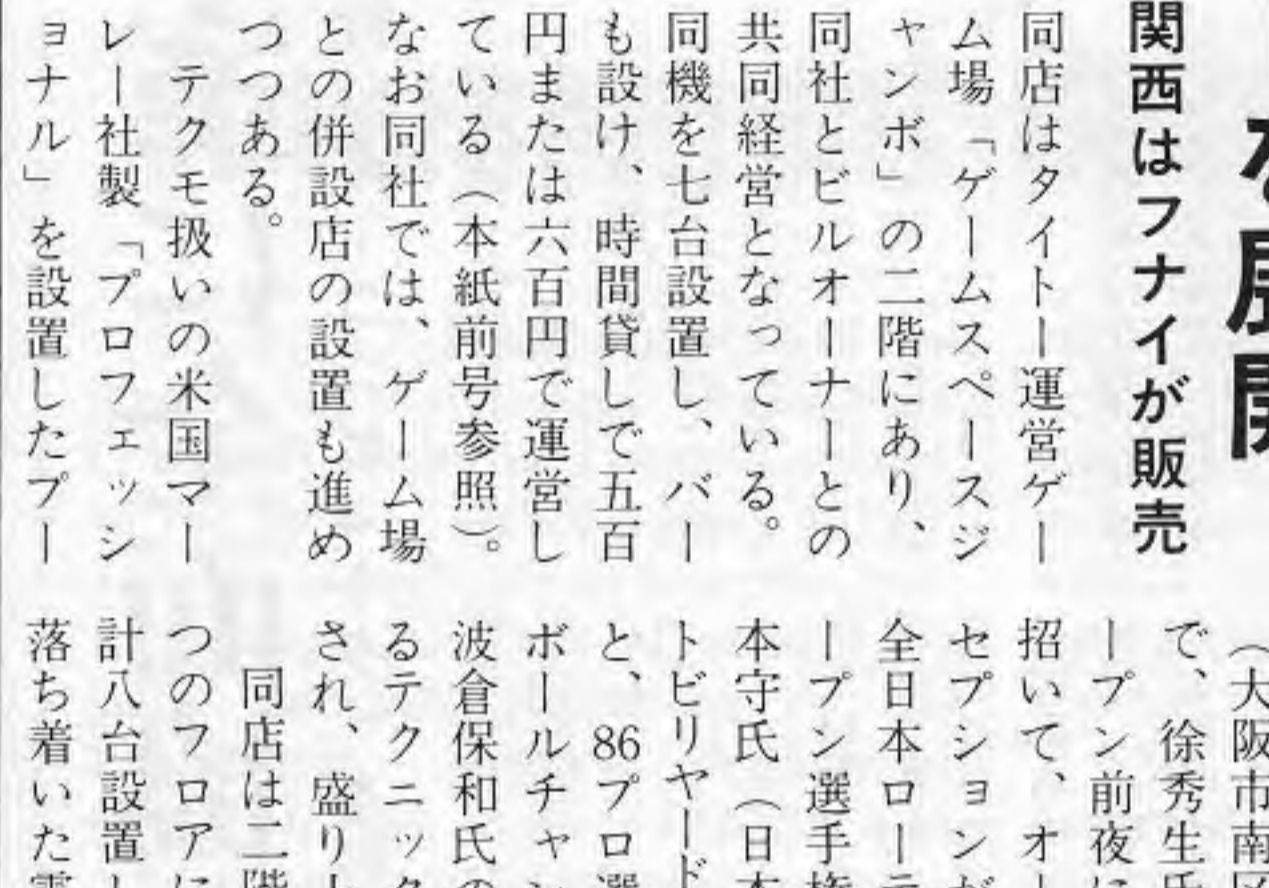 を展開
関西はフナイが販売
同店はタイトー運営ゲー
ム場「ゲームスペースジ
ャンボ」の二階にあり、
同社とビルオーナーとの
共同経営となっている。
同機を七台設置し、バー
も設け、時間貸しで五百
円または六百円で運営し
ている（本紙前号参照）。
なお同社では、ゲーム場
との併設店の設置も進め
つつある。
テクモ扱いの米国マー
レー社製「プロフェッシ
ョナル」を設置したプー
（大阪市南区
で、徐秀生氏
ープン前夜に
招いて、オー
セプションが
全日本ローテ
ープン選手権
本守氏（日本
トビリヤード
と、86プロ選
ボールチャン
波倉保和氏の
るテクニック
され、盛り上
同店は二階
つのフロアに
計八台設置し
落ち着いた雰